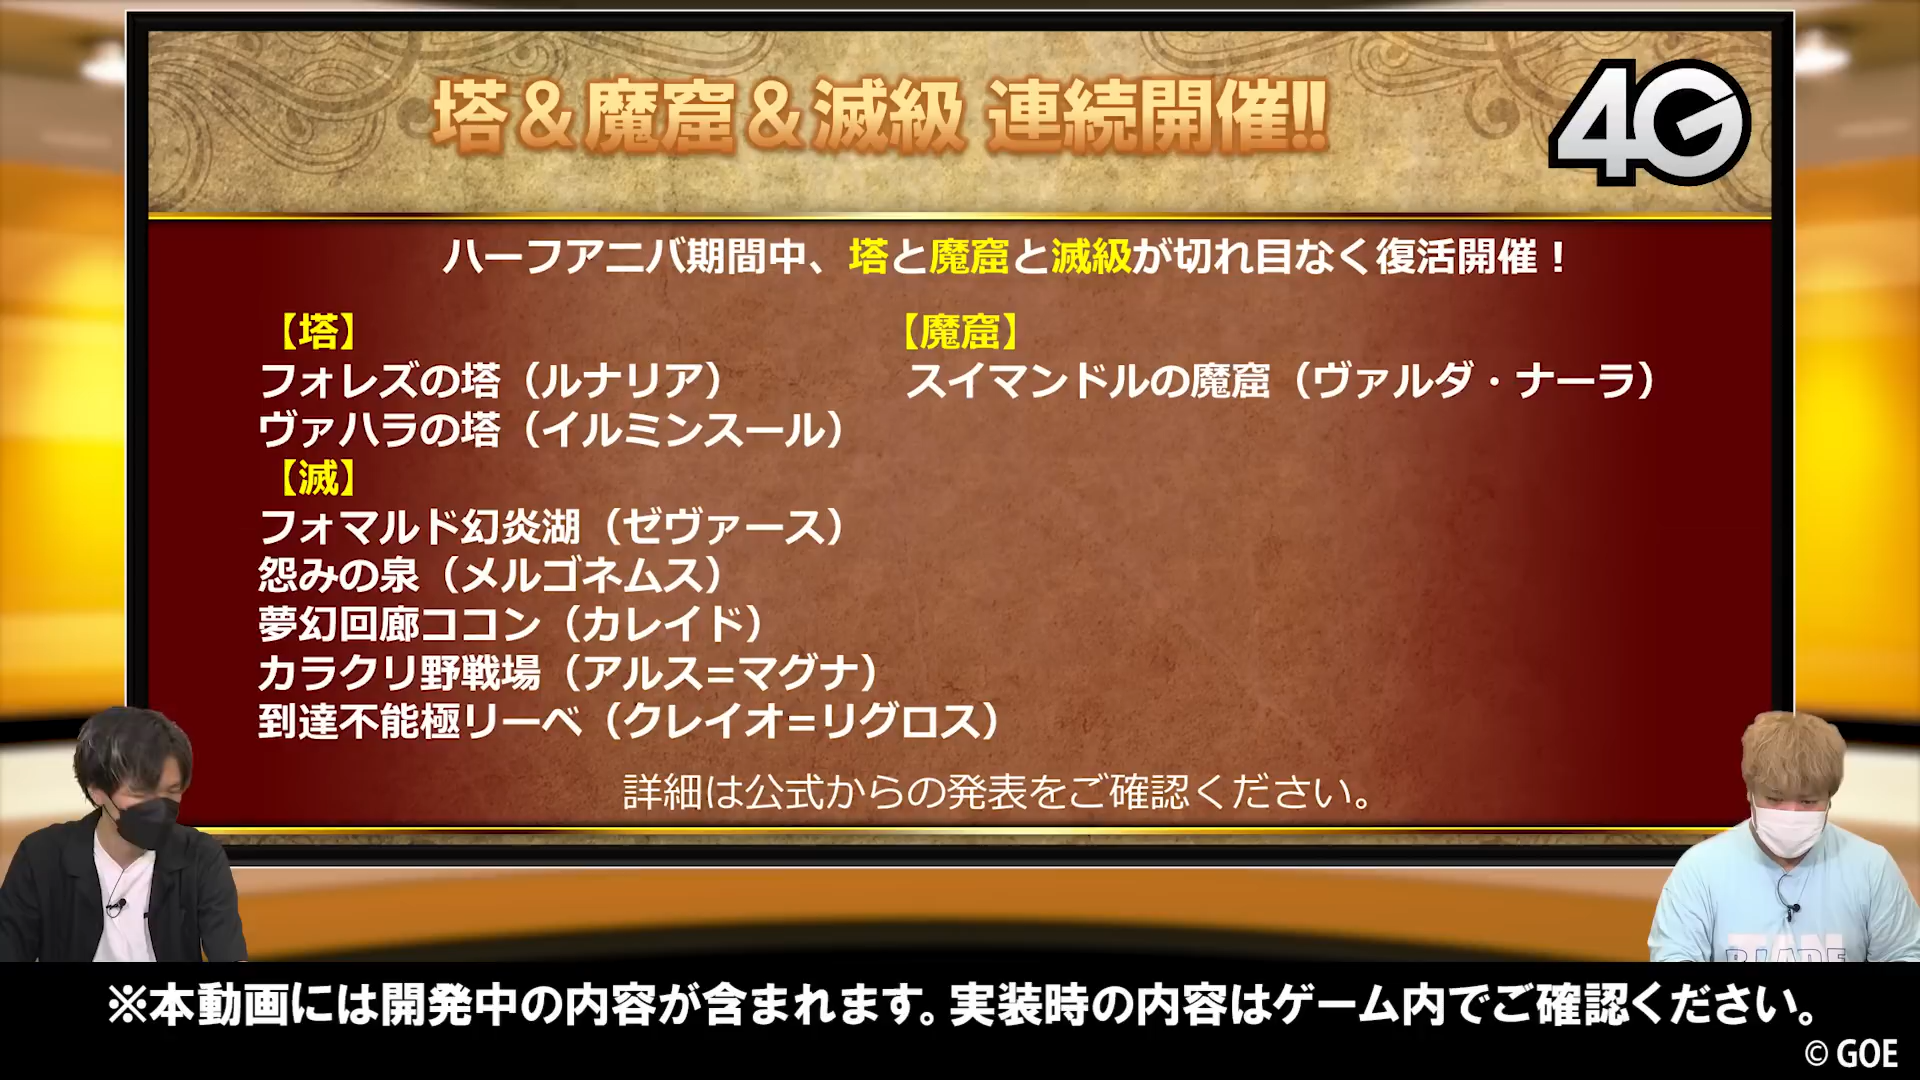 塔&魔窟&滅級 連続開催!!
4G
ハーフアニバ期間中、塔と魔窟と滅級が切れ目なく復活開催！
【塔】
フォレズの塔（ルナリア）
ヴァハラの塔（イルミンスール）
【魔窟】
スイマンドルの魔窟（ヴァルダ・ナーラ）
【滅】
フォマルド幻炎湖（ゼヴァース）
怨みの泉（メルゴネムス）
夢幻回廊ココン（カレイド）
カラクリ野戦場（アルス=マグナ）
到達不能極リーベ（クレイオ=リグロス）
詳細は公式からの発表をご確認ください。
※本動画には開発中の内容が含まれます。実装時の内容はゲーム内でご確認ください。
© GOE